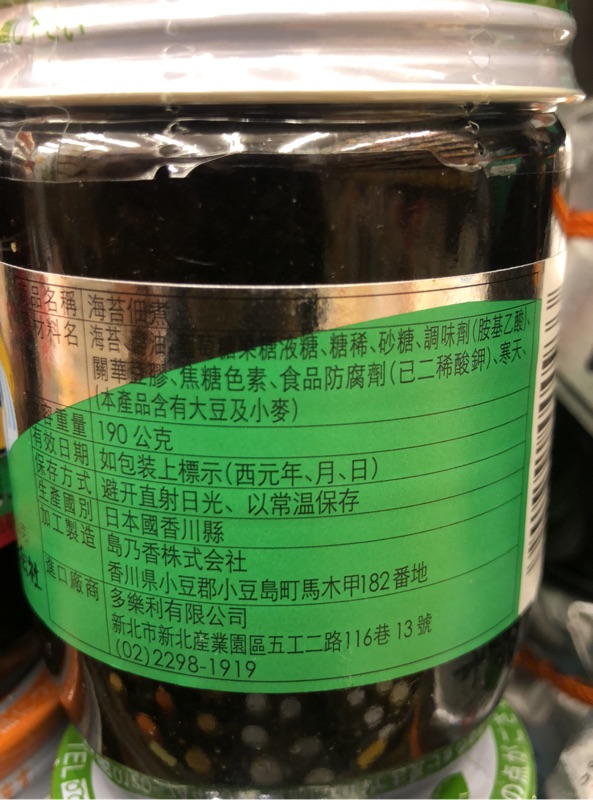 品名稱 海苔佃煮
材料名 海苔、油 果糖液糖、糖稀、砂糖、調味劑(胺基乙酸)、
關華豆膠、焦糖色素、食品防腐劑(已二稀酸鉀)、寒天、
(本產品含有大豆及小麥)
容重量 190 公克
有效日期 如包裝上標示(西元年、月、日)
保存方式 避开直射日光、以常温保存
生產國別 日本國香川縣
加工製造 島乃香株式会社
香川県小豆郡小豆島町馬木甲182番地
進口廠商 多樂利有限公司
新北市新北產業園區五工二路116巷13號
(02)2298-1919